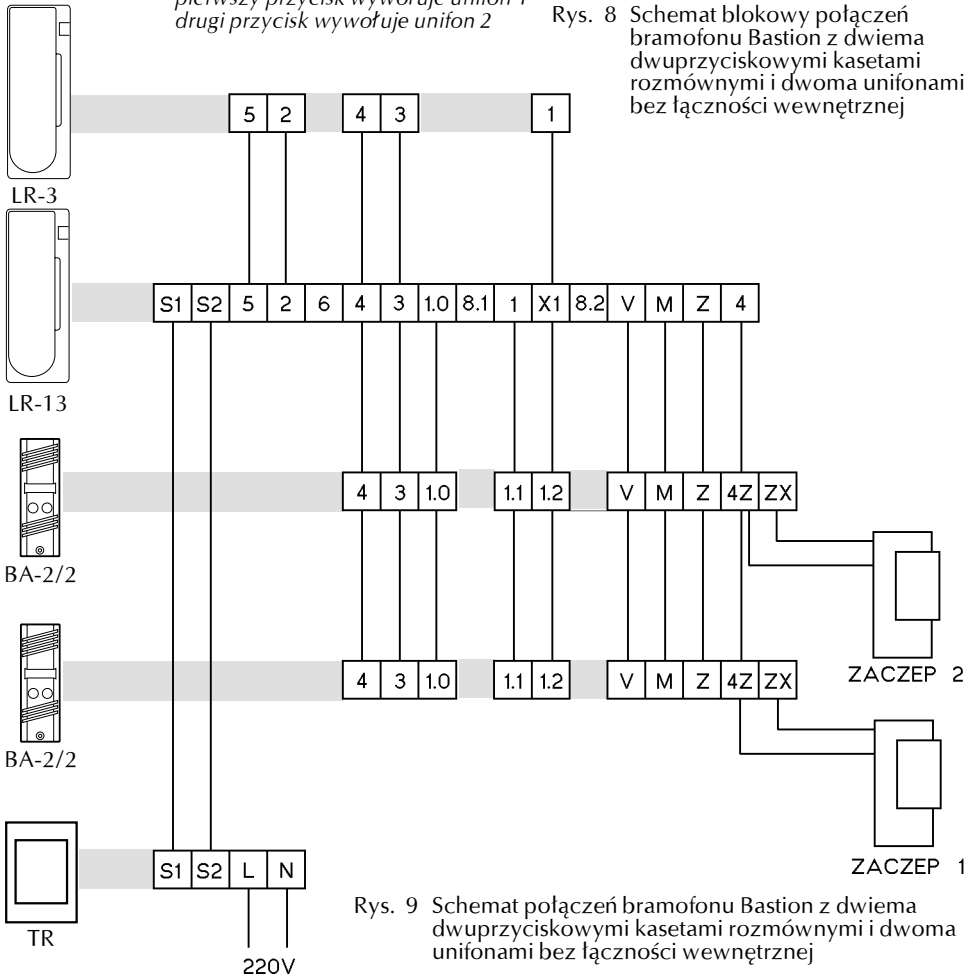 pierwszy przycisk wywołuje unifon 1
drugi przycisk wywołuje unifon 2
Rys. 8 Schemat blokowy połączeń
bramofonu Bastion z dwiema
dwuprzyciskowymi kasetami
rozmównymi i dwoma unifonami
bez łączności wewnętrznej
5 2 4 3 1
LR-3
S1 S2 5 2 6 4 3 1.0 8.1 1 X1 8.2 V M Z 4
LR-13
4 3 1.0 1.1 1.2 V M Z 4Z ZX
BA-2/2
ZACZEP 2
4 3 1.0 1.1 1.2 V M Z 4Z ZX
BA-2/2
ZACZEP 1
S1 S2 L N
TR
220V
Rys. 9 Schemat połączeń bramofonu Bastion z dwiema
dwuprzyciskowymi kasetami rozmównymi i dwoma
unifonami bez łączności wewnętrznej